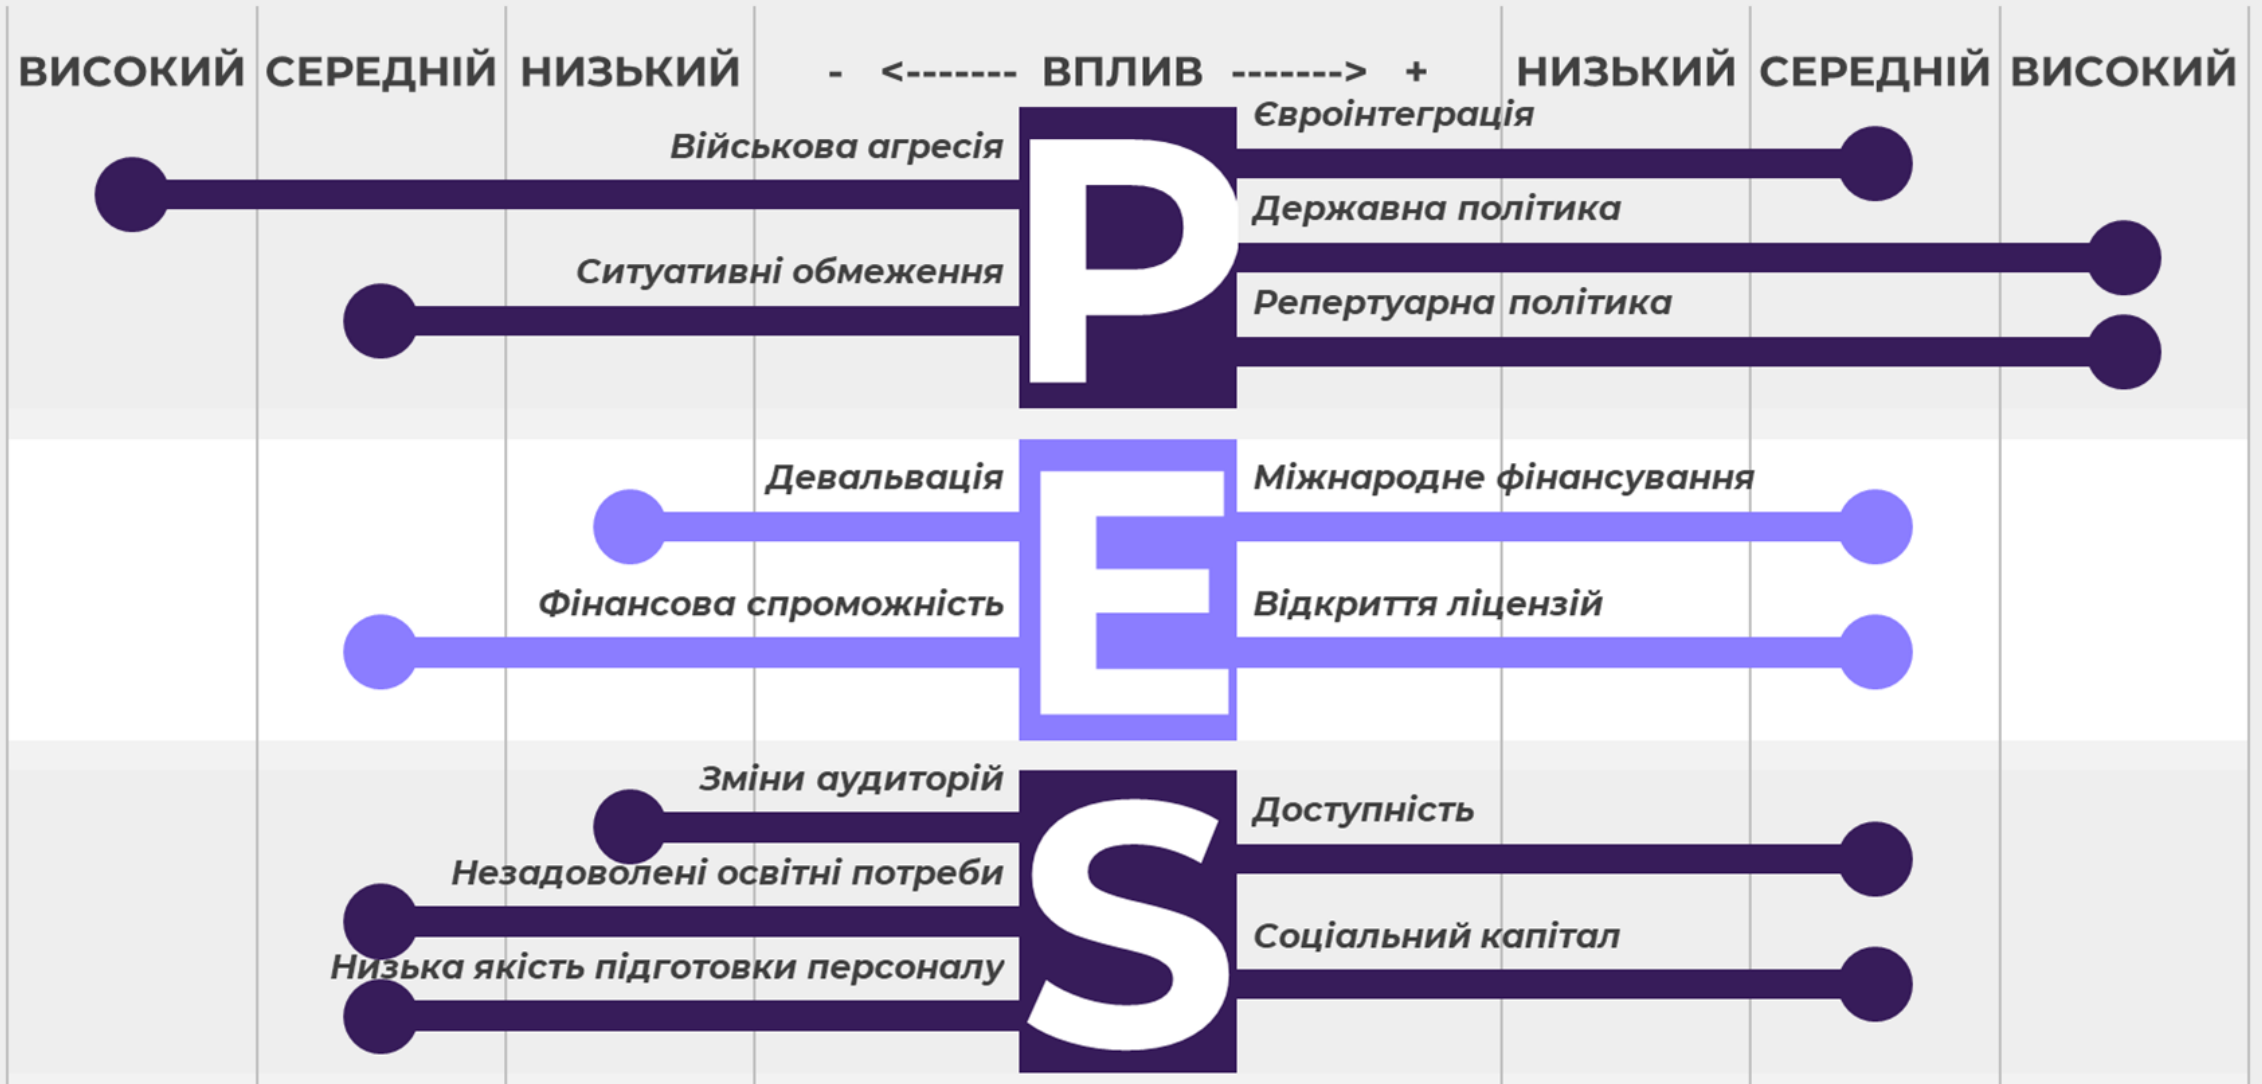 ВИСОКИЙ СЕРЕДНІЙ НИЗЬКИЙ - <------- ВПЛИВ -------> + НИЗЬКИЙ СЕРЕДНІЙ ВИСОКИЙ
P
Військова агресія
Ситуативні обмеження
Євроінтеграція
Державна політика
Репертуарна політика
E
Девальвація
Фінансова спроможність
Міжнародне фінансування
Відкриття ліцензій
S
Зміни аудиторій
Незадоволені освітні потреби
Низька якість підготовки персоналу
Доступність
Соціальний капітал